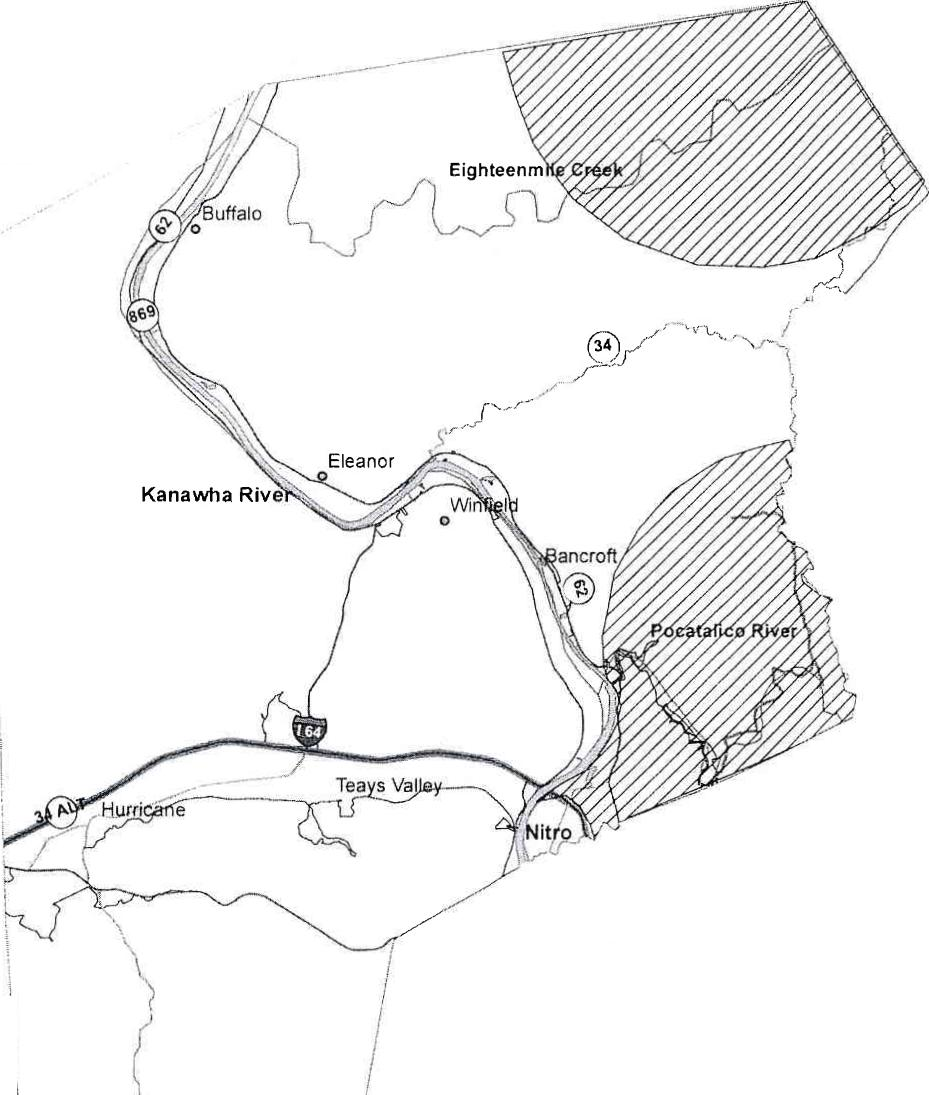 Eighteenmile Creek
Buffalo
62
869
34
Eleanor
Kanawha River
Winfield
Bancroft
62
Pocatalico River
I 64
Teays Valley
34 ALT
Hurricane
Nitro